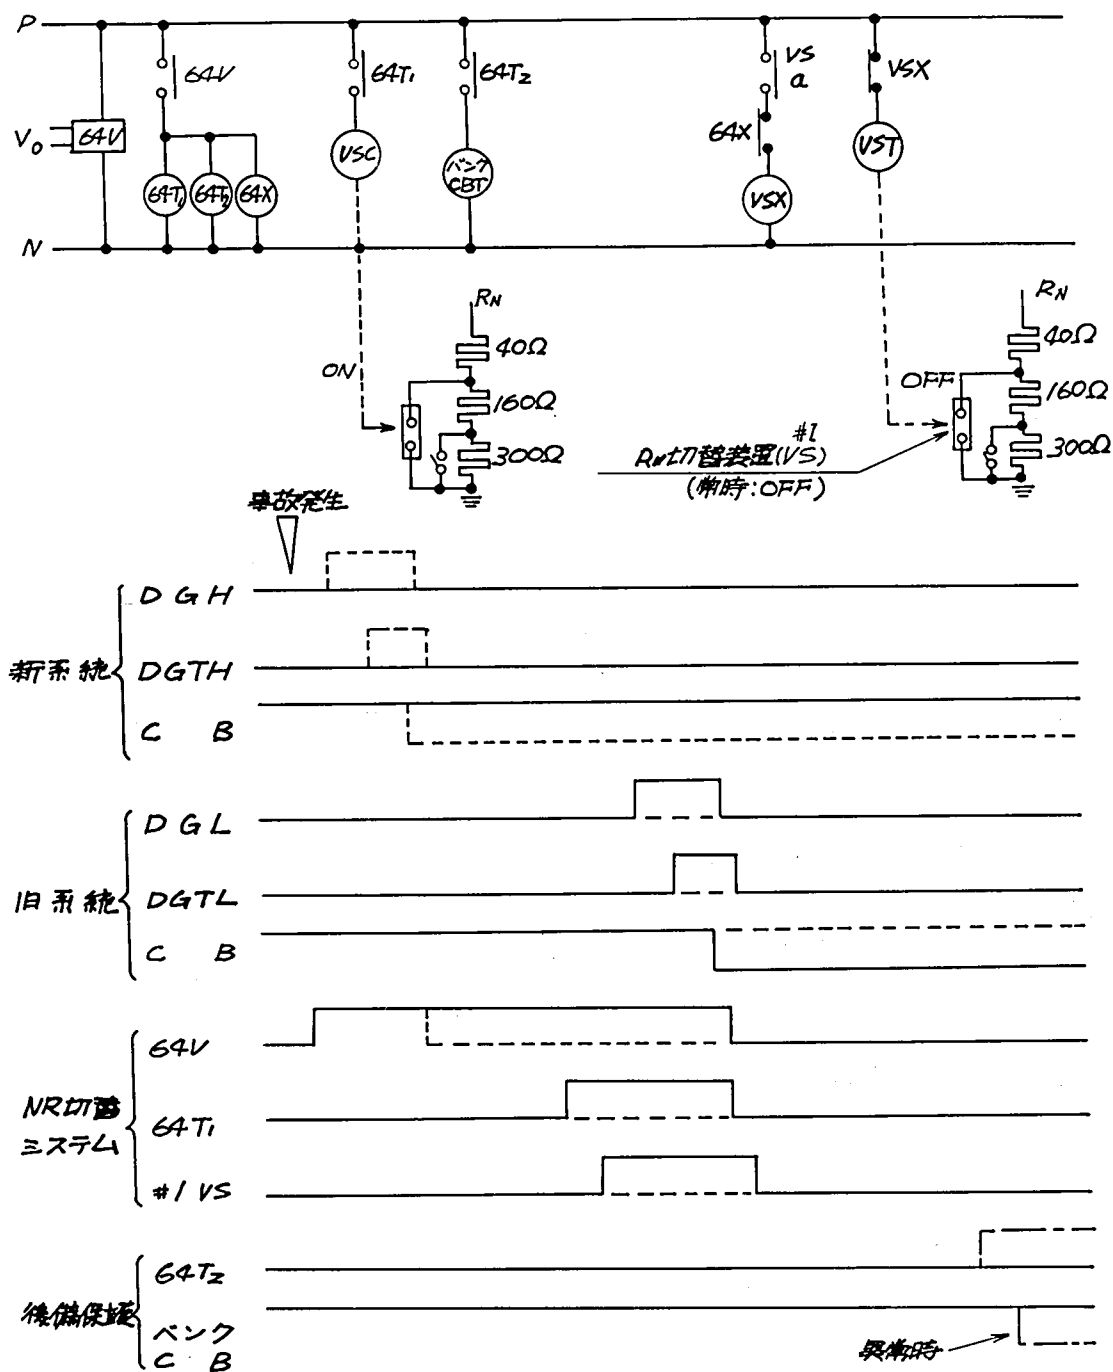 P
64V
64T₁
64T₂
VS
a
VSX
V₀
64V
64X
VSC
バンク
CBT
VST
64T₁
64T₂
64X
VSX
N
R_N
40Ω
ON
160Ω
300Ω
R_N
40Ω
OFF
160Ω
#1
R_N切替装置(VS)
300Ω
(常時:OFF)
事故発生
DGH
新系統
DGTH
C B
DGL
旧系統
DGTL
C B
64V
NR切替
システム
64T₁
#1 VS
64T₂
後備保護
バンク
C B
異常時